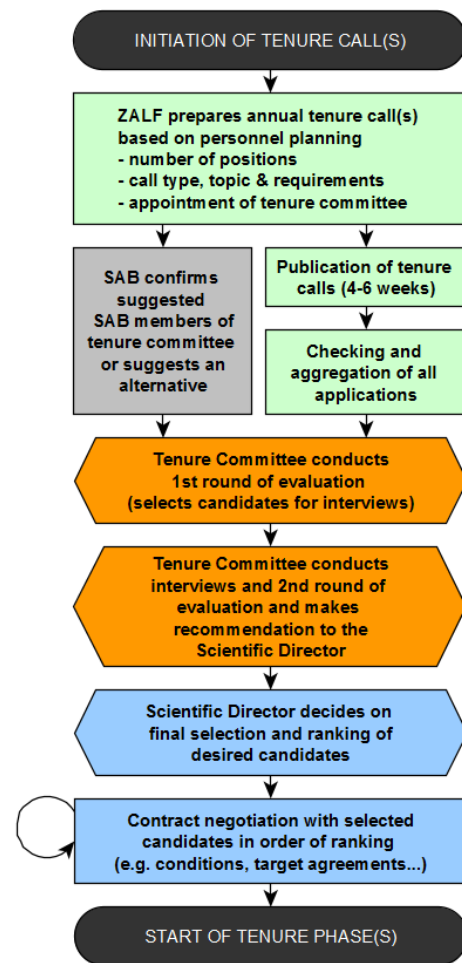 INITIATION OF TENURE CALL(S)
ZALF prepares annual tenure call(s)
based on personnel planning
- number of positions
- call type, topic & requirements
- appointment of tenure committee
SAB confirms
suggested
SAB members of
tenure committee
or suggests an
alternative
Publication of tenure
calls (4-6 weeks)
Checking and
aggregation of all
applications
Tenure Committee conducts
1st round of evaluation
(selects candidates for interviews)
Tenure Committee conducts
interviews and 2nd round of
evaluation and makes
recommendation to the
Scientific Director
Scientific Director decides on
final selection and ranking of
desired candidates
Contract negotiation with selected
candidates in order of ranking
(e.g. conditions, target agreements...)
START OF TENURE PHASE(S)